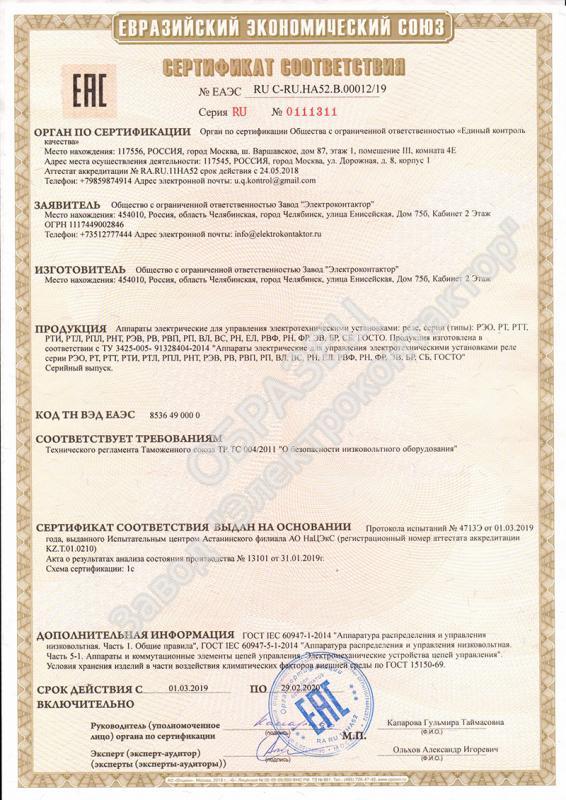 ЕВРАЗИЙСКИЙ ЭКОНОМИЧЕСКИЙ СОЮЗ
СЕРТИФИКАТ СООТВЕТСТВИЯ
ЕАС
№ ЕАЭС RU C-RU.HA52.B.00012/19
Серия RU № 0111311
ОРГАН ПО СЕРТИФИКАЦИИ Орган по сертификации Общества с ограниченной ответственностью «Единый контроль
качества»
Место нахождения: 117556, РОССИЯ, город Москва, ш. Варшавское, дом 87, этаж 1, помещение III, комната 4Е
Адрес места осуществления деятельности: 117545, РОССИЯ, город Москва, ул. Дорожная, д. 8, корпус 1
Аттестат аккредитации № RA.RU.11HA52 срок действия с 24.05.2018
Телефон: +79859874914 Адрес электронной почты: u.q.kontrol@gmail.com
ЗАЯВИТЕЛЬ Общество с ограниченной ответственностью Завод "Электроконтактор"
Место нахождения: 454010, Россия, область Челябинская, город Челябинск, улица Енисейская, Дом 75б, Кабинет 2 Этаж
ОГРН 1117449002846
Телефон: +73512777444 Адрес электронной почты: info@elektrokontaktor.ru
ИЗГОТОВИТЕЛЬ Общество с ограниченной ответственностью Завод "Электроконтактор"
Место нахождения: 454010, Россия, область Челябинская, город Челябинск, улица Енисейская, Дом 75б, Кабинет 2 Этаж
ПРОДУКЦИЯ Аппараты электрические для управления электротехническими установками: реле, серии (типы): РЭО, РТ, РТТ,
РТИ, РТЛ, РПЛ, РНТ, РЭВ, РВ, РВП, РП, ВЛ, ВС, РН, ЕЛ, РВФ, РН, ФР, ЭВ, БР, СБ, ГОСТО. Продукция изготовлена в
соответствии с ТУ 3425-005- 91328404-2014 "Аппараты электрические для управления электротехническими установками реле
серии РЭО, РТ, РТТ, РТИ, РТЛ, РПЛ, РНТ, РЭВ, РВ, РВП, РП, ВЛ, ВС, РН, ЕЛ, РВФ, РН, ФР, ЭВ, БР, СБ, ГОСТО"
Серийный выпуск.
КОД ТН ВЭД ЕАЭС 8536 49 000 0
СООТВЕТСТВУЕТ ТРЕБОВАНИЯМ
Технического регламента Таможенного союза ТР ТС 004/2011 "О безопасности низковольтного оборудования"
СЕРТИФИКАТ СООТВЕТСТВИЯ ВЫДАН НА ОСНОВАНИИ Протокола испытаний № 4713Э от 01.03.2019
года, выданного Испытательным центром Астанинского филиала АО НаЦЭкС (регистрационный номер аттестата аккредитации
KZ.T.01.0210)
Акта о результатах анализа состояния производства № 13101 от 31.01.2019г.
Схема сертификации: 1с
ДОПОЛНИТЕЛЬНАЯ ИНФОРМАЦИЯ ГОСТ IEC 60947-1-2014 "Аппаратура распределения и управления
низковольтная. Часть 1. Общие правила", ГОСТ IEC 60947-5-1-2014 "Аппаратура распределения и управления низковольтная.
Часть 5-1. Аппараты и коммутационные элементы цепей управления. Электромеханические устройства цепей управления".
Условия хранения изделий в части воздействия климатических факторов внешней среды по ГОСТ 15150-69.
СРОК ДЕЙСТВИЯ С 01.03.2019 ПО 29.02.2020
ВКЛЮЧИТЕЛЬНО
Руководитель (уполномоченное
лицо) органа по сертификации
(подпись)
М.П.
Капарова Гульмира Таймасовна
(Ф.И.О.)
Эксперт (эксперт-аудитор)
(эксперты (эксперты-аудиторы))
(подпись)
Ольхов Александр Игоревич
(Ф.И.О.)
ЕАС
ОБРАЗЕЦ
Завод "Электроконтактор"